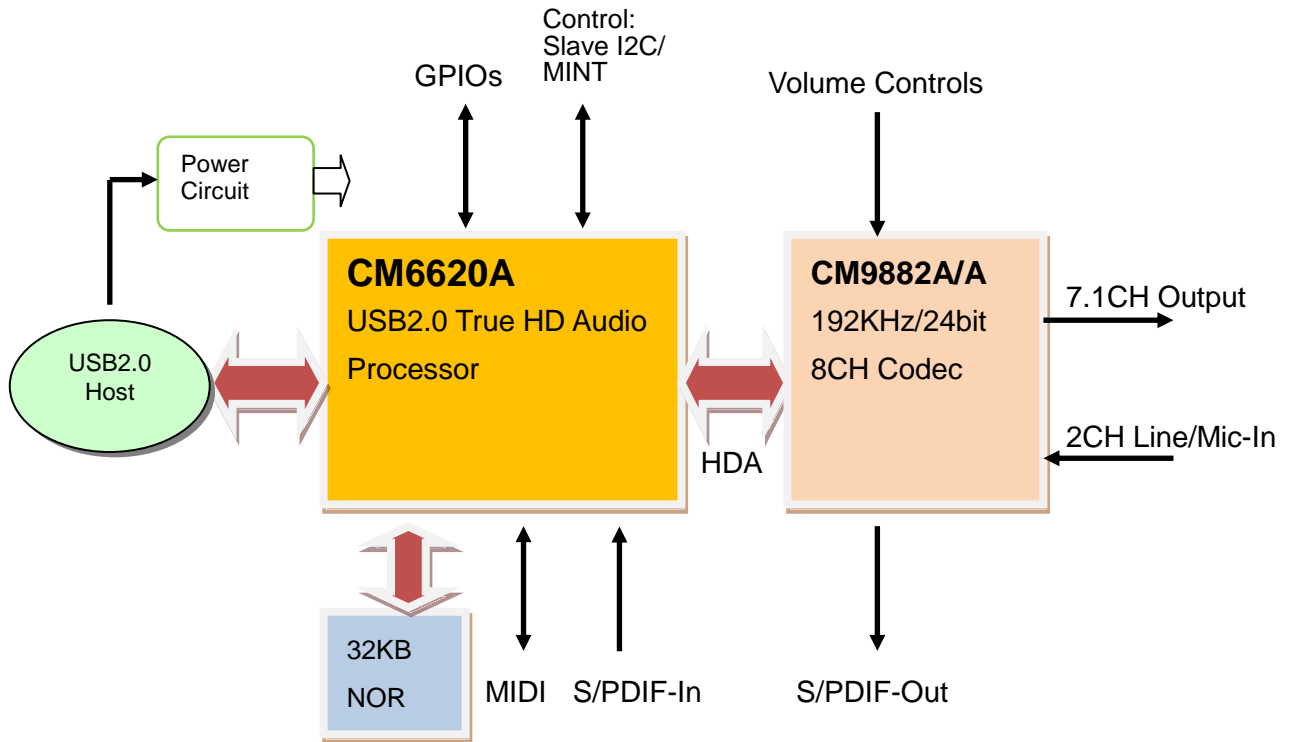 Control:
Slave I2C/
MINT
GPIOs
Volume Controls
Power
Circuit
CM6620A
USB2.0 True HD Audio
Processor
CM9882A/A
192KHz/24bit
8CH Codec
7.1CH Output
USB2.0
Host
2CH Line/Mic-In
HDA
32KB
NOR
MIDI
S/PDIF-In
S/PDIF-Out